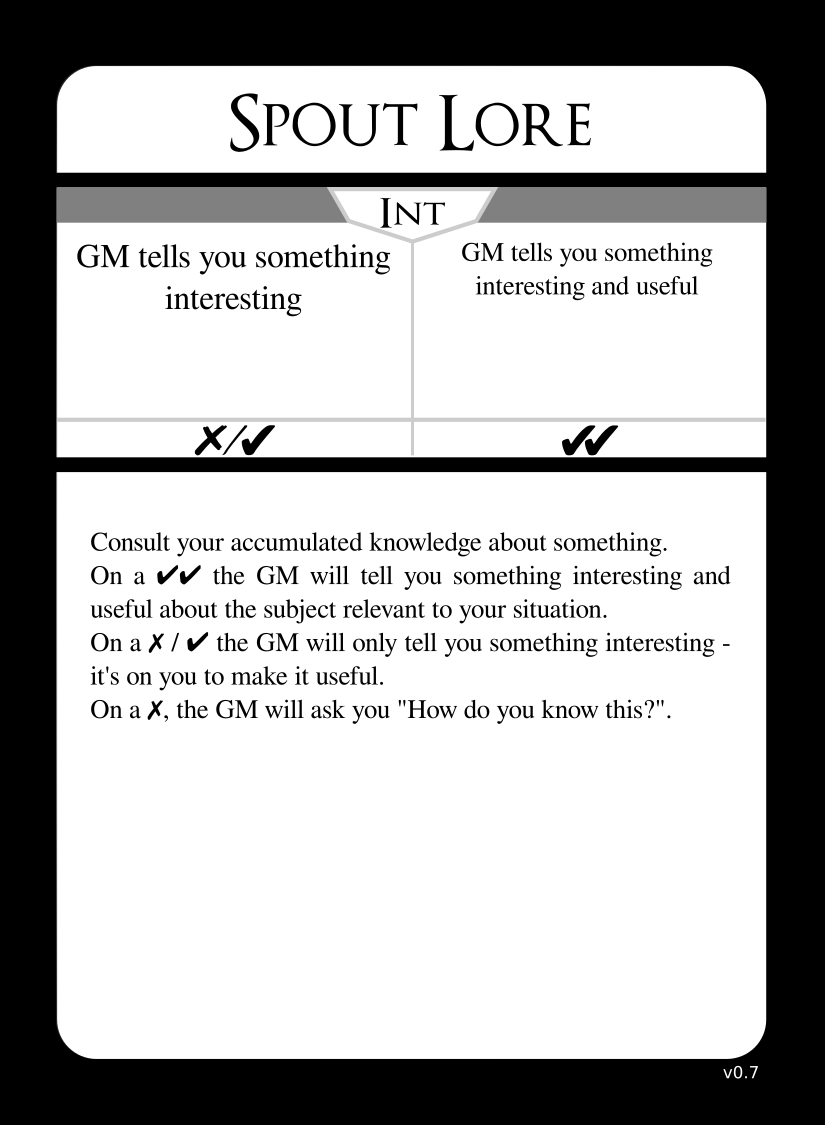 Spout Lore
Int
GM tells you something
interesting
GM tells you something
interesting and useful
✗/✔
✔✔
Consult your accumulated knowledge about something.
On a ✔✔ the GM will tell you something interesting and
useful about the subject relevant to your situation.
On a ✗ / ✔ the GM will only tell you something interesting -
it's on you to make it useful.
On a ✗, the GM will ask you "How do you know this?".
v0.7